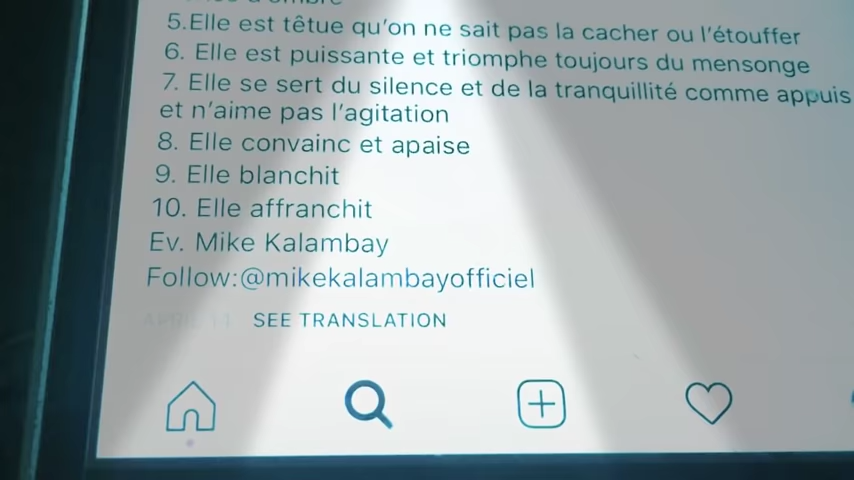 5.Elle est têtue qu'on ne sait pas la cacher ou l'étouffer
6. Elle est puissante et triomphe toujours du mensonge
7. Elle se sert du silence et de la tranquillité comme appuis
et n'aime pas l'agitation
8. Elle convainc et apaise
9. Elle blanchit
10. Elle affranchit
Ev. Mike Kalambay
Follow:@mikekalambayofficiel
APRIL 11 SEE TRANSLATION